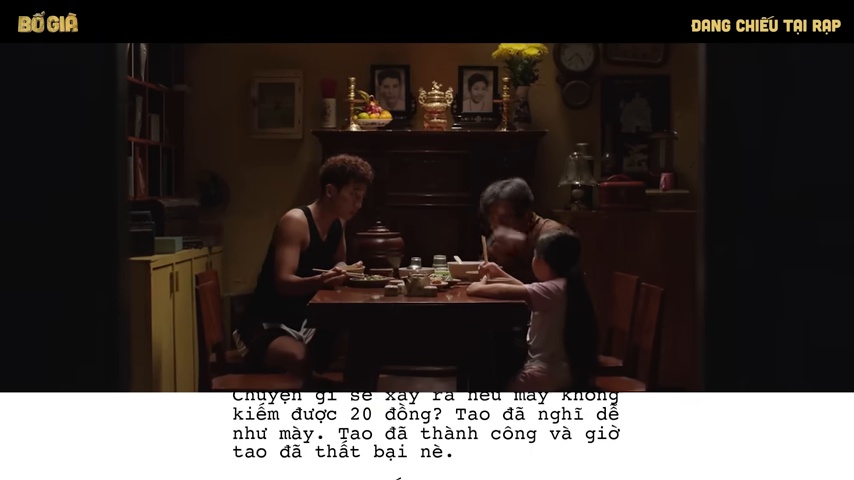 BỐ GIÀ
ĐANG CHIẾU TẠI RẠP
Chuyện gì sẽ xảy ra nếu mày không
kiếm được 20 đồng? Tao đã nghĩ dễ
như mày. Tao đã thành công và giờ
tao đã thất bại nè.